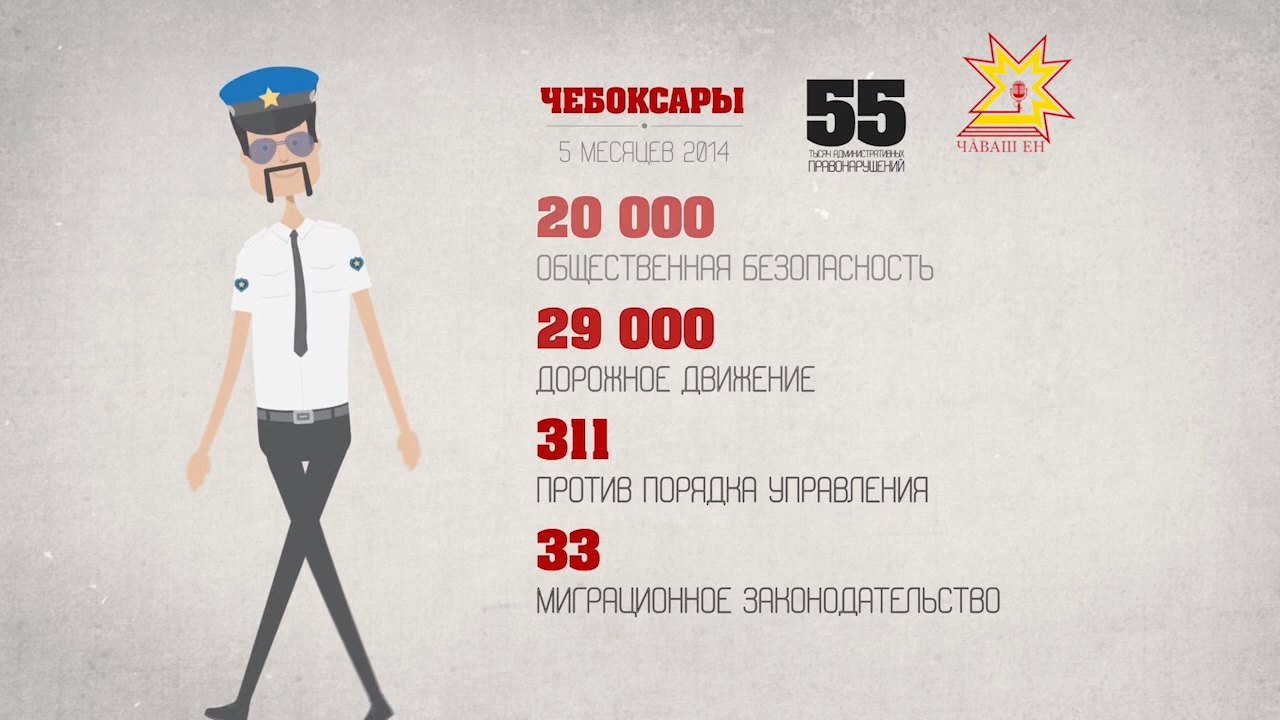 ЧЕБОКСАРЫ
5 МЕСЯЦЕВ 2014
55
ТЫСЯЧ АДМИНИСТРАТИВНЫХ
ПРАВОНАРУШЕНИЙ
ЧӐВАШ ЕН
20 000
ОБЩЕСТВЕННАЯ БЕЗОПАСНОСТЬ
29 000
ДОРОЖНОЕ ДВИЖЕНИЕ
311
ПРОТИВ ПОРЯДКА УПРАВЛЕНИЯ
33
МИГРАЦИОННОЕ ЗАКОНОДАТЕЛЬСТВО